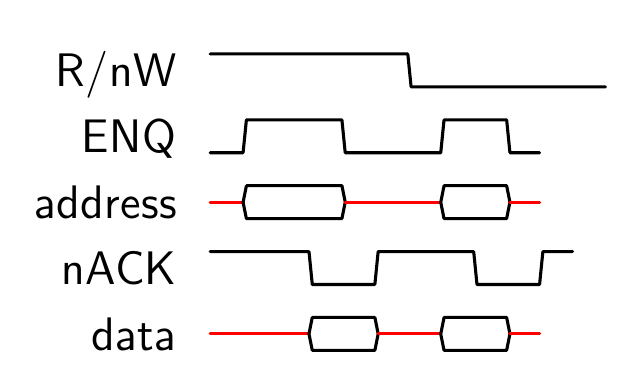 R/nW
ENQ
address
nACK
data